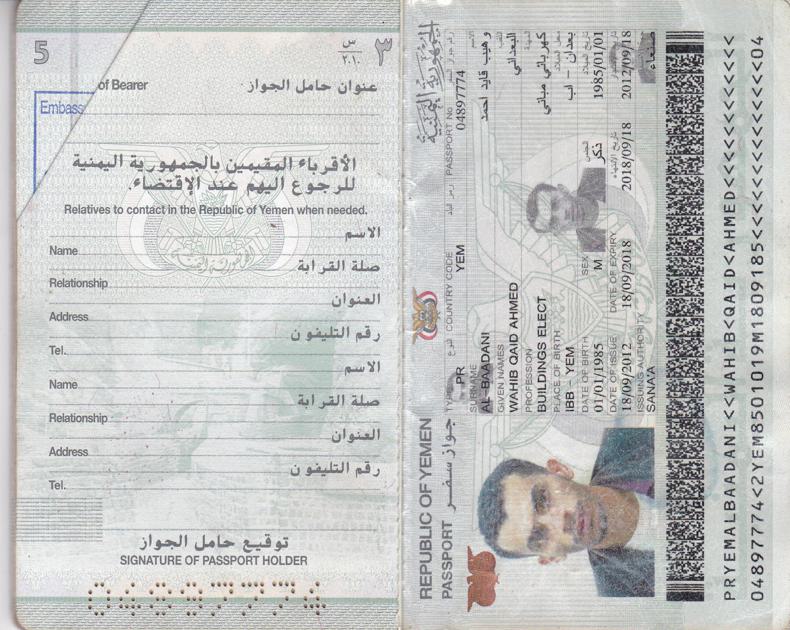 5
Embass
of Bearer
عنوان حامل الجواز
الأقرباء المقيمين بالجمهورية اليمنية
للرجوع اليهم عند الإقتضاء.
Relatives to contact in the Republic of Yemen when needed.
Name الاسم
Relationship صلة القرابة
Address العنوان
Tel. رقم التليفون
Name الاسم
Relationship صلة القرابة
Address العنوان
Tel. رقم التليفون
توقيع حامل الجواز
SIGNATURE OF PASSPORT HOLDER
REPUBLIC OF YEMEN الجمهورية اليمنية
PASSPORT جواز سفر TYPE النوع COUNTRY CODE رمز البلد PASSPORT No رقم جواز السفر
PR YEM 04897774
SURNAME الاسم
AL-BAADANI وهيب قايد احمد
GIVEN NAMES اللقب
WAHIB QAID AHMED البعداني
PROFESSION المهنة
BUILDINGS ELECT كهربائي مباني
PLACE OF BIRTH محل الميلاد
IBB - YEM بعدان - اب
DATE OF BIRTH SEX الجنس تاريخ الميلاد
01/01/1985 M ذكر 1985/01/01
DATE OF ISSUE DATE OF EXPIRY تاريخ الانتهاء
18/09/2012 18/09/2018 2018/09/18 2012/09/18
ISSUING AUTHORITY
SANA'A صنعاء
PRYEMALBAADANI<<WAHIB<QAID<AHMED<<<<<<<<<<<<
04897774<2YEM8501019M1809185<<<<<<<<<<<<<<04